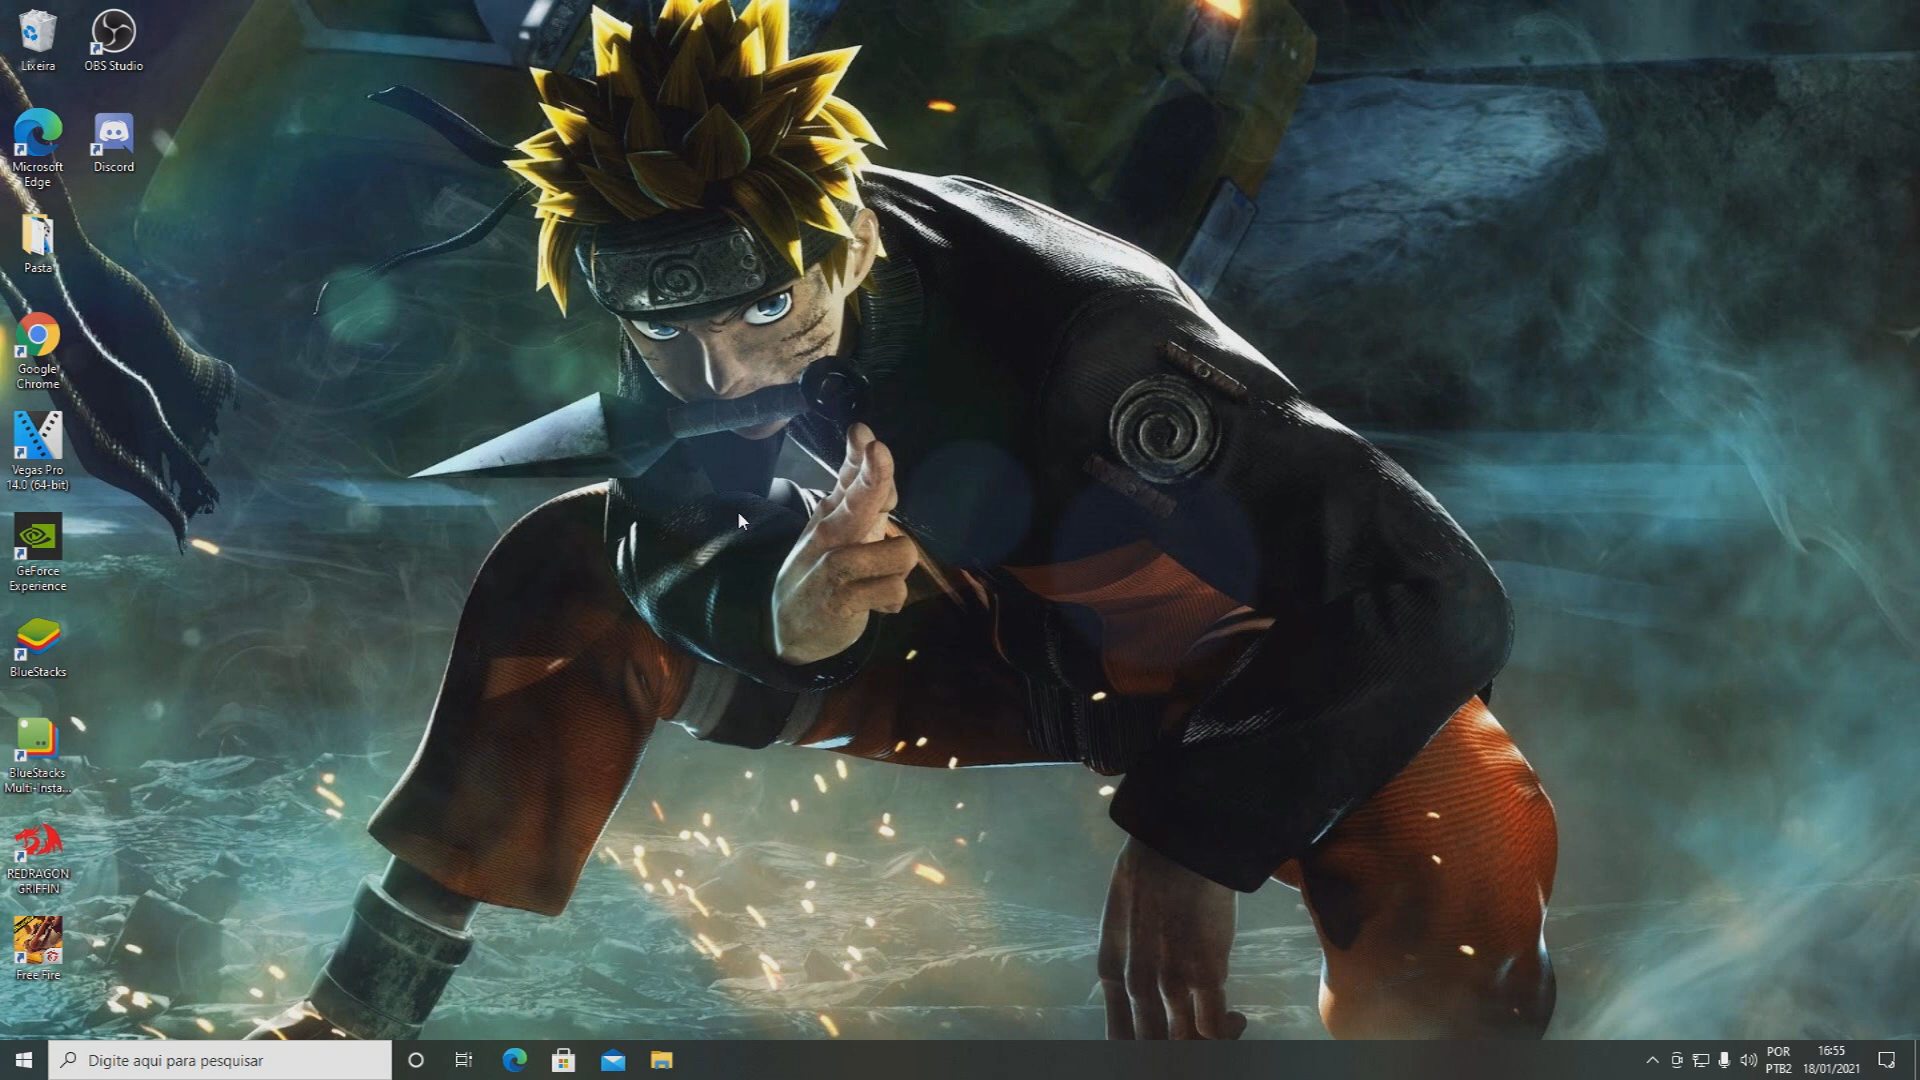 Lixeira
OBS Studio
Microsoft
Edge
Discord
Pasta
Google
Chrome
Vegas Pro
14.0 (64-bit)
GeForce
Experience
BlueStacks
BlueStacks
Multi-Insta...
REDRAGON
GRIFFIN
Free Fire
Digite aqui para pesquisar
POR
PTB2
16:55
18/01/2021